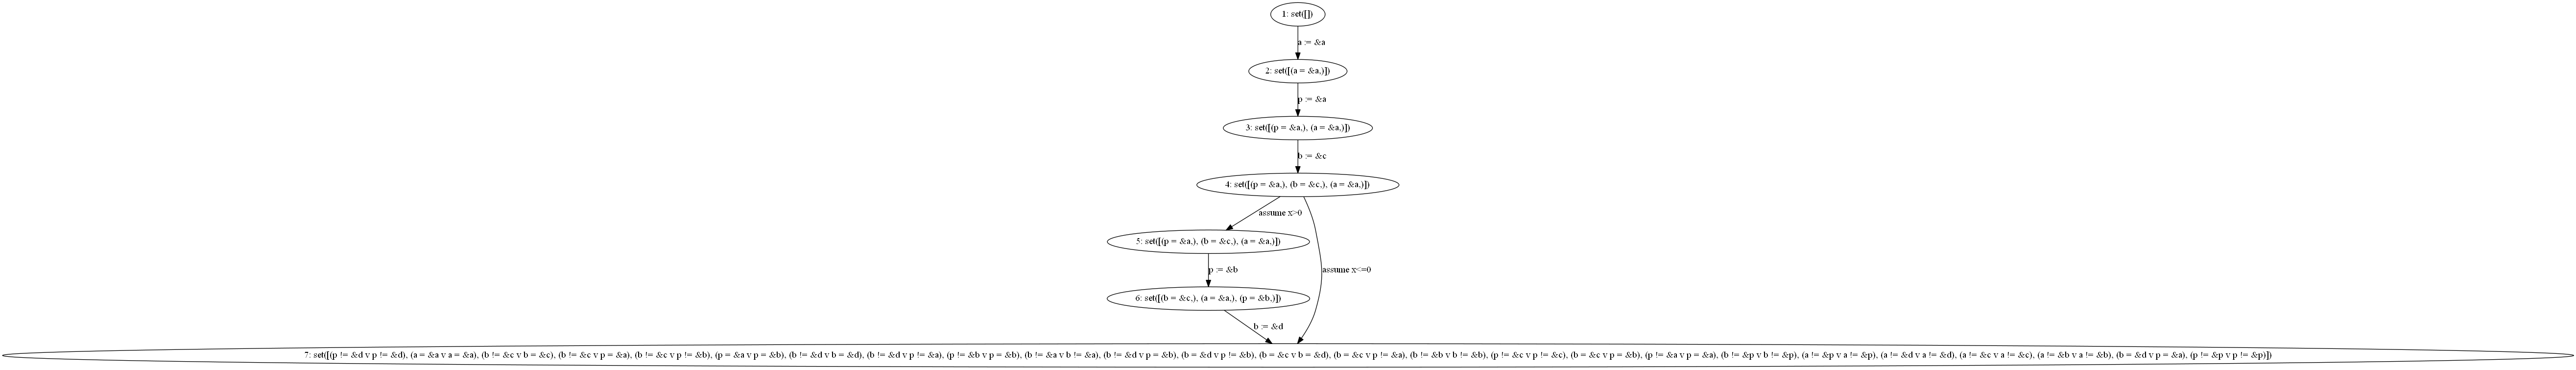 1: set([])
a := &a
2: set([(a = &a,)])
p := &a
3: set([(p = &a,), (a = &a,)])
b := &c
4: set([(p = &a,), (b = &c,), (a = &a,)])
assume x>0
5: set([(p = &a,), (b = &c,), (a = &a,)])
p := &b
assume x<=0
6: set([(b = &c,), (a = &a,), (p = &b,)])
b := &d
7: set([(p != &d v p != &d), (a = &a v a = &a), (b != &c v b = &c), (b != &c v p = &a), (b != &c v p != &b), (p = &a v p = &b), (b != &d v b = &d), (b != &d v p != &a), (p != &b v p = &b), (b != &a v b != &a), (b != &d v p = &b), (b = &d v p != &b), (b = &c v b = &d), (b = &c v p != &a), (b != &b v b != &b), (p != &c v p != &c), (b = &c v p = &b), (p != &a v p = &a), (b != &p v b != &p), (a != &p v a != &p), (a != &d v a != &d), (a != &c v a != &c), (a != &b v a != &b), (b = &d v p = &a), (p != &p v p != &p)])